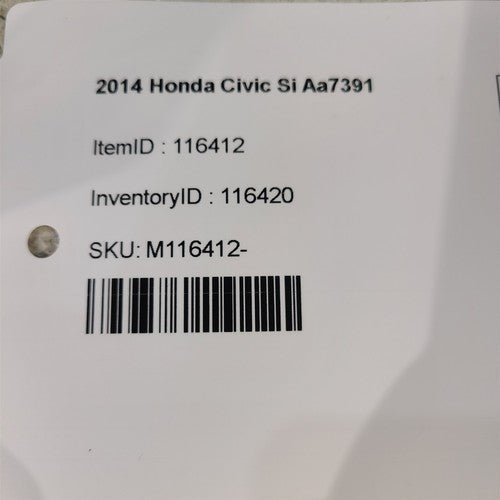 2014 Honda Civic Si Aa7391
ItemID : 116412
InventoryID : 116420
SKU: M116412-